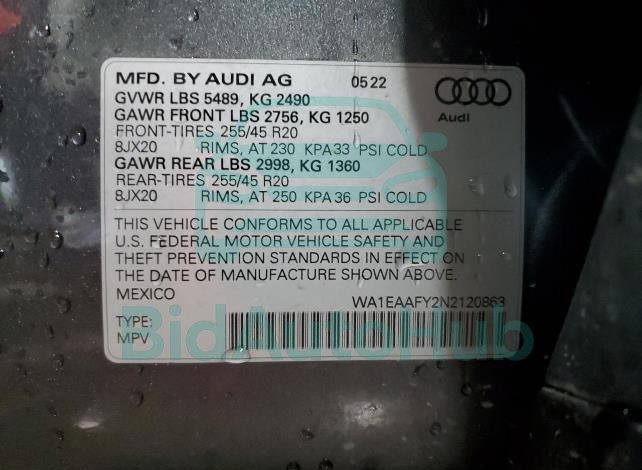 MFD. BY AUDI AG 05 22
GVWR LBS 5489, KG 2490
GAWR FRONT LBS 2756, KG 1250
FRONT-TIRES 255/45 R20
8JX20 RIMS, AT 230 KPA 33 PSI COLD
GAWR REAR LBS 2998, KG 1360
REAR-TIRES 255/45 R20
8JX20 RIMS, AT 250 KPA 36 PSI COLD
Audi
THIS VEHICLE CONFORMS TO ALL APPLICABLE
U.S. FEDERAL MOTOR VEHICLE SAFETY AND
THEFT PREVENTION STANDARDS IN EFFECT ON
THE DATE OF MANUFACTURE SHOWN ABOVE.
MEXICO WA1EAAFY2N2120863
TYPE:
MPV
BidAutoHub